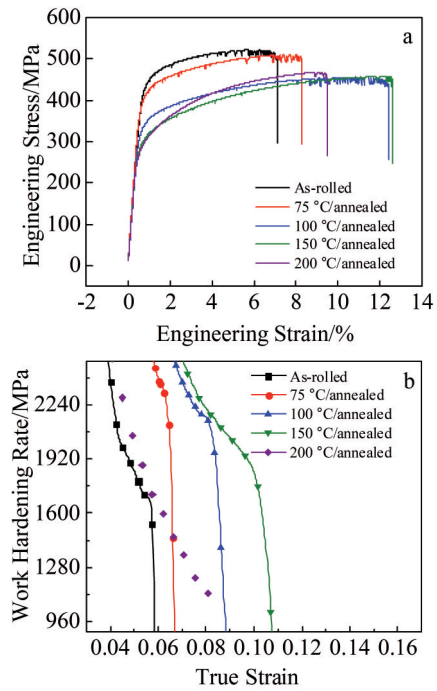 a
600
500
400
300
200
100
0
Engineering Stress/MPa
As-rolled
75 °C/annealed
100 °C/annealed
150 °C/annealed
200 °C/annealed
-2 0 2 4 6 8 10 12 14
Engineering Strain/%
b
2240
1920
1600
1280
960
Work Hardening Rate/MPa
As-rolled
75 °C/annealed
100 °C/annealed
150 °C/annealed
200 °C/annealed
0.04 0.06 0.08 0.10 0.12 0.14 0.16
True Strain